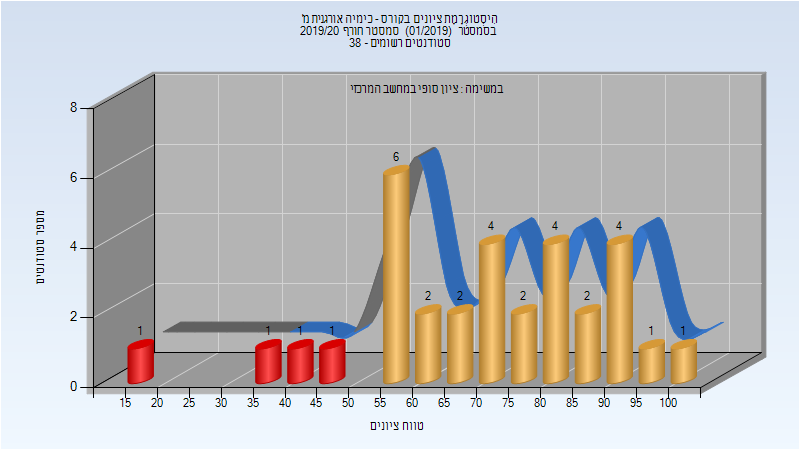 היסטוגרמת ציונים בקורס - כימיה אורגנית מ'
בסמסטר (01/2019) סמסטר חורף 2019/20
סטודנטים רשומים - 38
במשימה : ציון סופי במחשב המרכזי
מספר סטודנטים
8
6
4
2
0
1
1
1
1
6
2
2
4
2
4
2
4
1
1
15 20 30 35 40 45 50 55 60 65 70 75 80 85 90 95 100
טווח ציונים